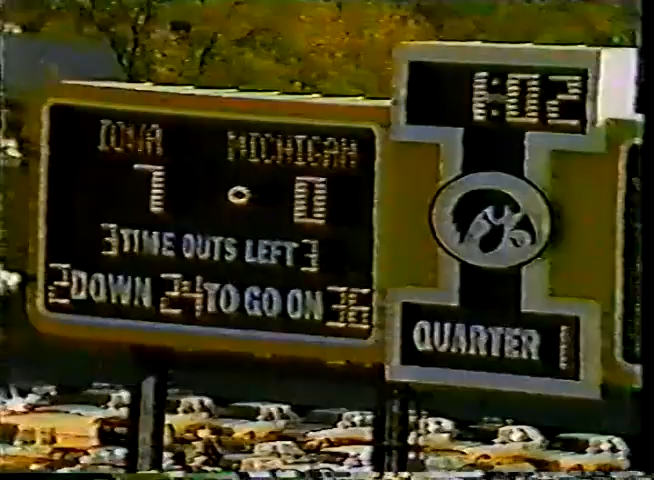 IOWA MICHIGAN
7 0
3 TIME OUTS LEFT 3
2 DOWN 24 TO GO ON 36
8:02
QUARTER 1